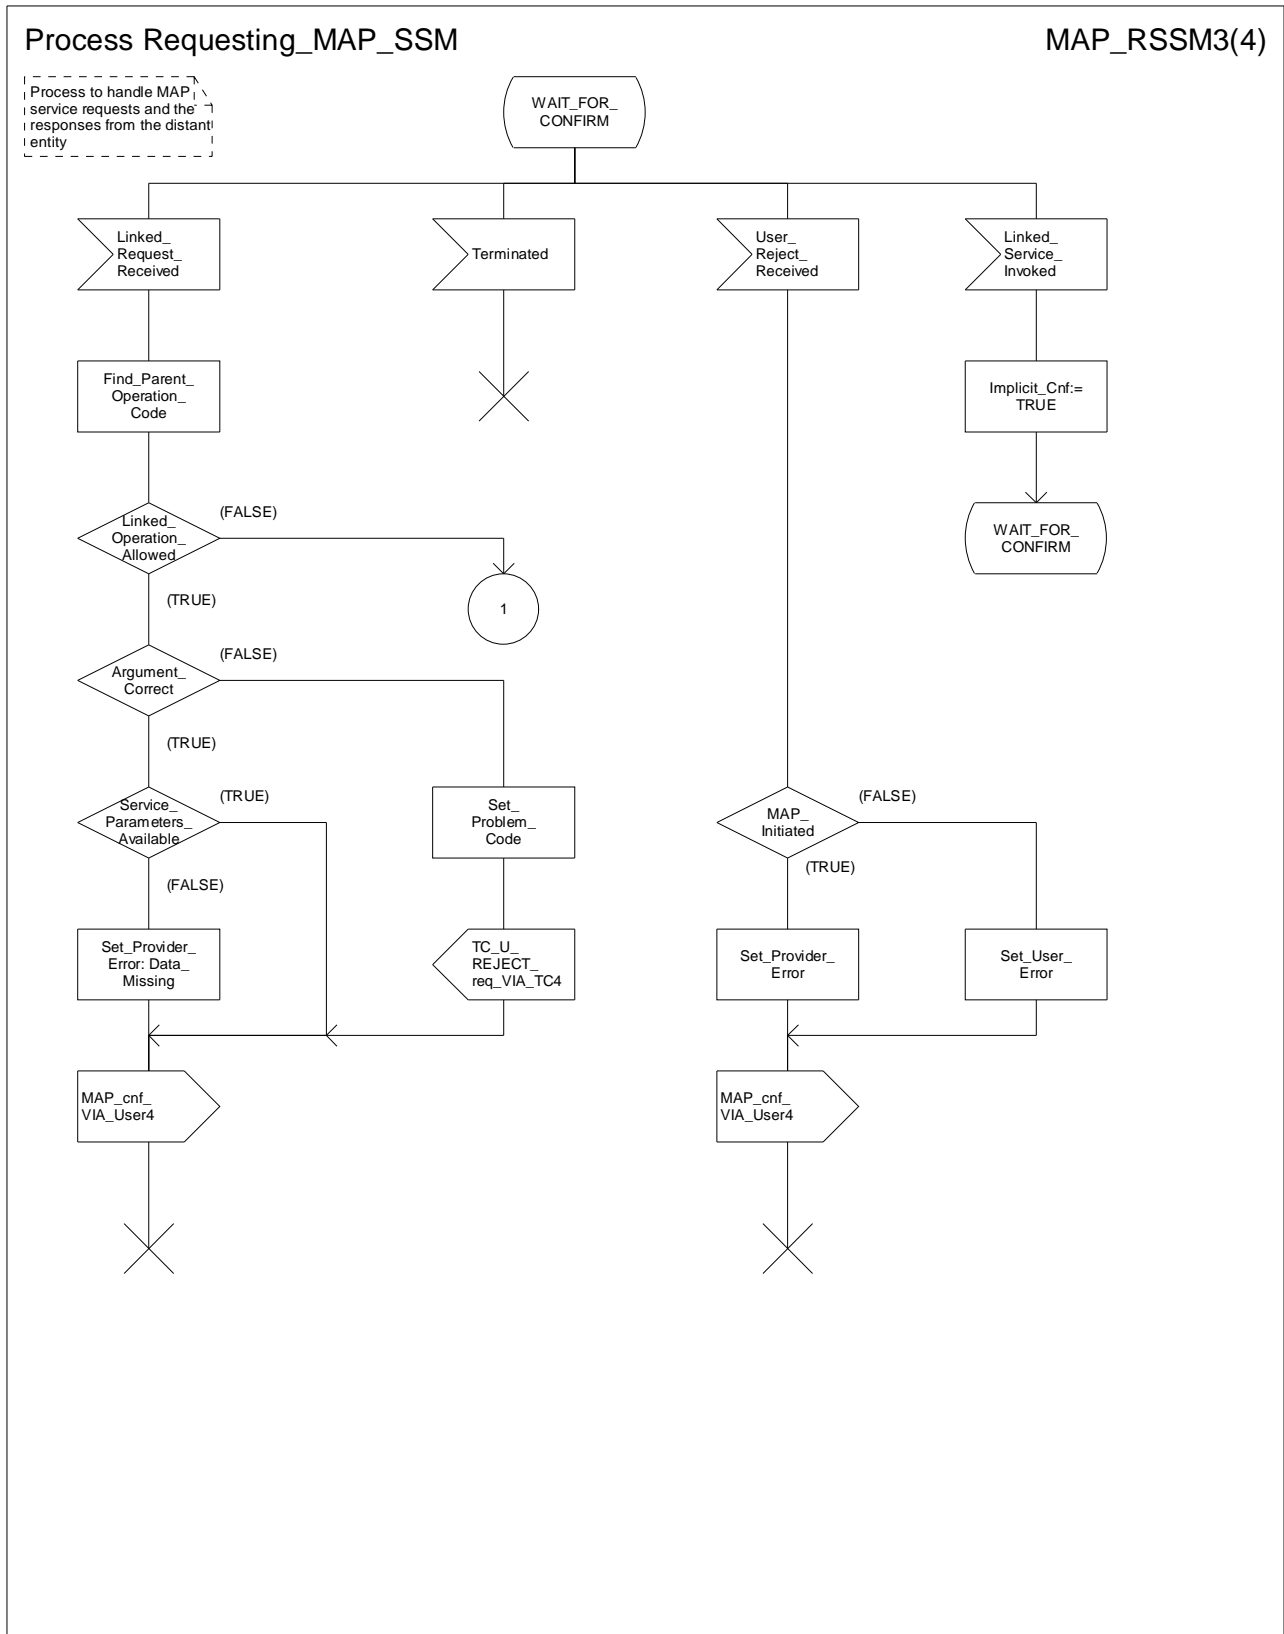 Process Requesting_MAP_SSM
MAP_RSSM3(4)
Process to handle MAP
service requests and the
responses from the distant
entity
WAIT_FOR_
CONFIRM
Linked_
Request_
Received
Terminated
User_
Reject_
Received
Linked_
Service_
Invoked
Find_Parent_
Operation_
Code
Implicit_Cnf:=
TRUE
Linked_
Operation_
Allowed
(FALSE)
WAIT_FOR_
CONFIRM
(TRUE)
1
Argument_
Correct
(FALSE)
(TRUE)
Service_
Parameters_
Available
(TRUE)
Set_
Problem_
Code
MAP_
Initiated
(FALSE)
(FALSE)
(TRUE)
Set_Provider_
Error: Data_
Missing
TC_U_
REJECT_
req_VIA_TC4
Set_Provider_
Error
Set_User_
Error
MAP_cnf_
VIA_User4
MAP_cnf_
VIA_User4